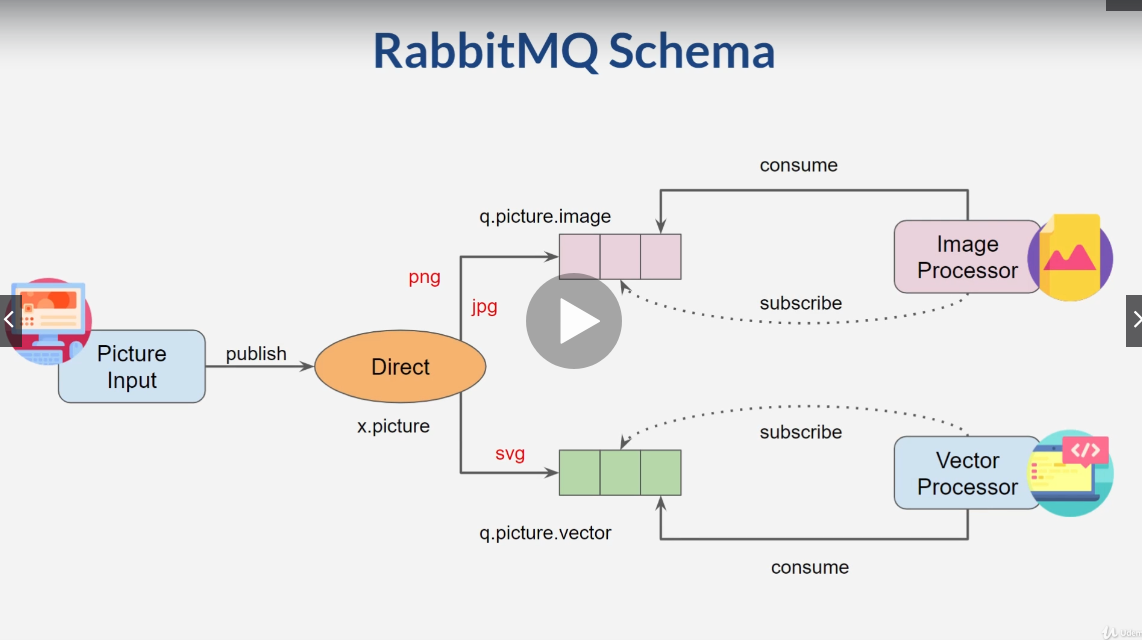 RabbitMQ Schema
consume
q.picture.image
Image
Processor
png
jpg
subscribe
Picture
Input
publish
Direct
x.picture
subscribe
svg
Vector
Processor
q.picture.vector
consume